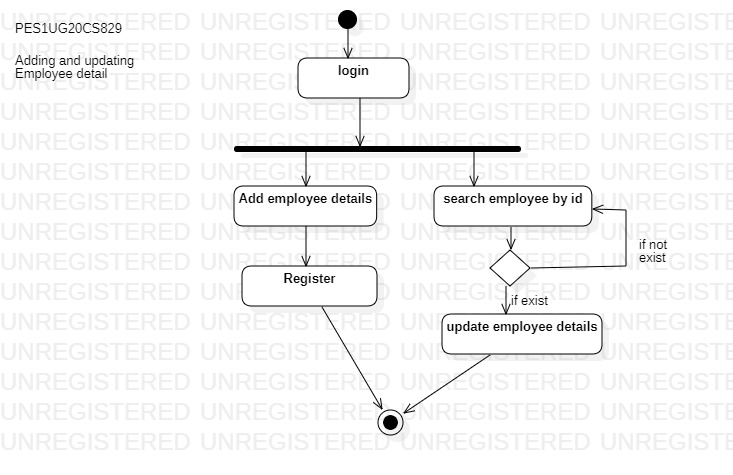 PES1UG20CS829
Adding and updating
Employee detail
login
Add employee details
search employee by id
Register
if not
exist
if exist
update employee details
UNREGISTERED UNREGISTERED UNREGISTERED UNREGISTERED